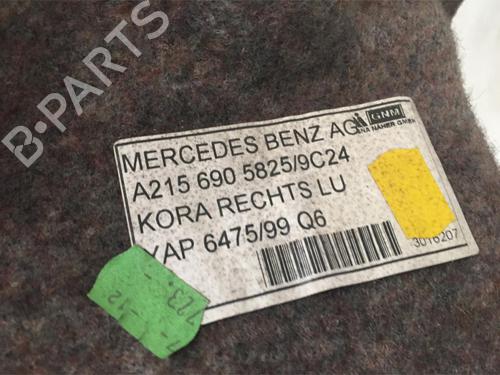 B-PARTS
GNM
MERCEDES BENZ AG
A215 690 5825/9C24
KORA RECHTS LU
YAP 6475/99 Q6
3016207